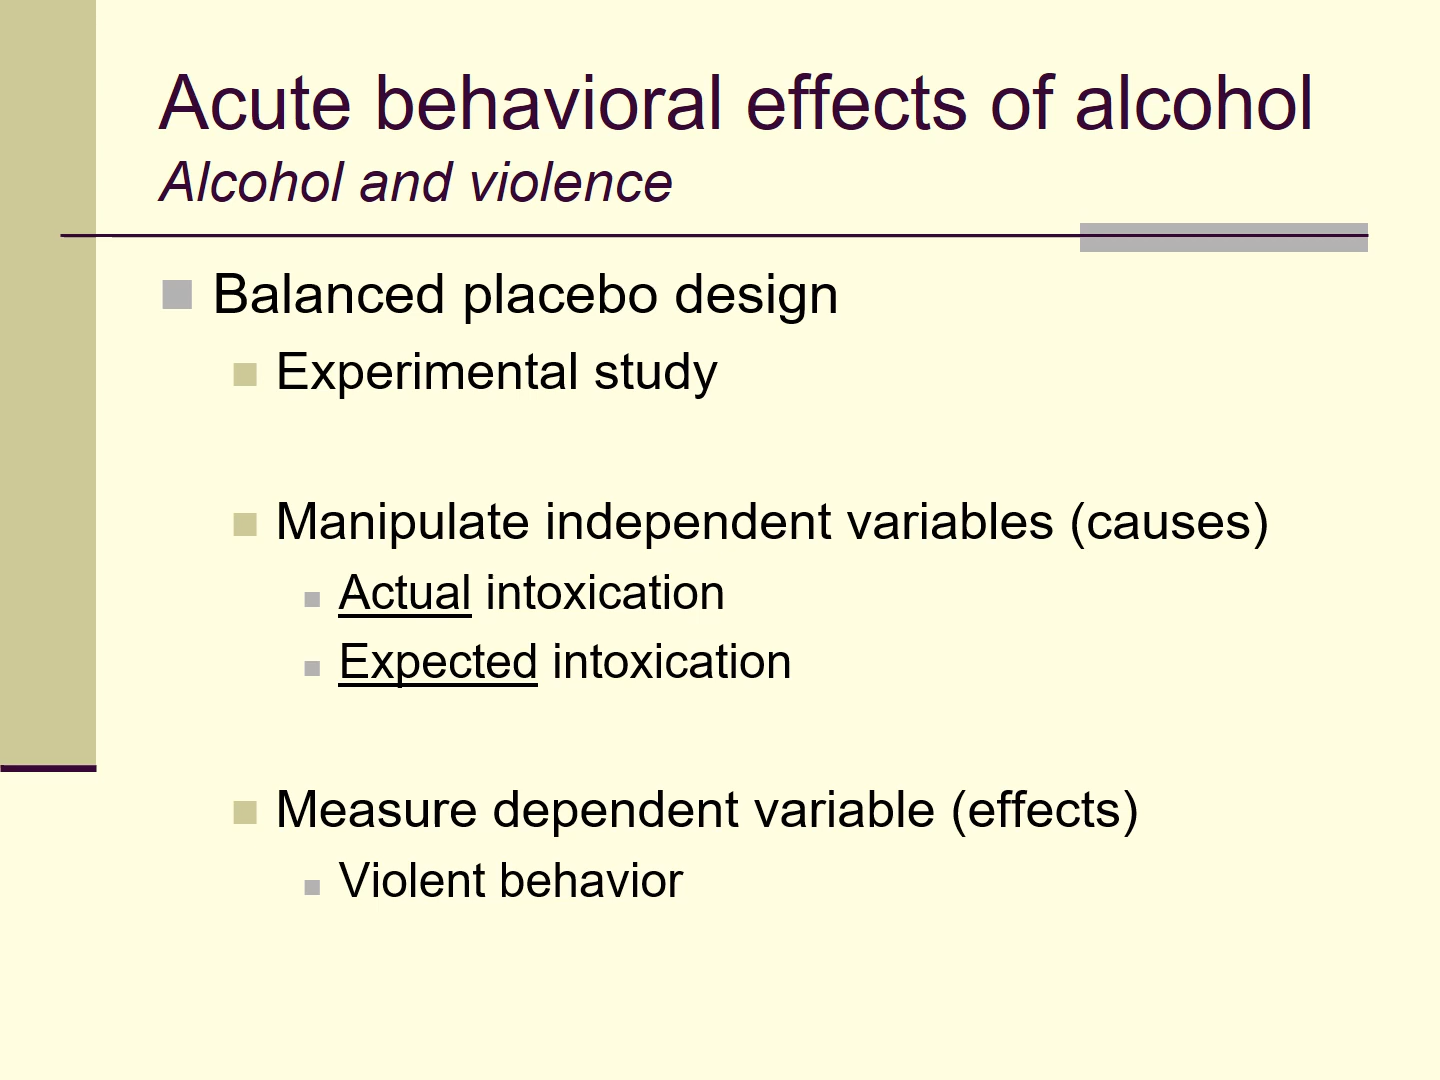 Acute behavioral effects of alcohol
Alcohol and violence
Balanced placebo design
Experimental study
Manipulate independent variables (causes)
Actual intoxication
Expected intoxication
Measure dependent variable (effects)
Violent behavior